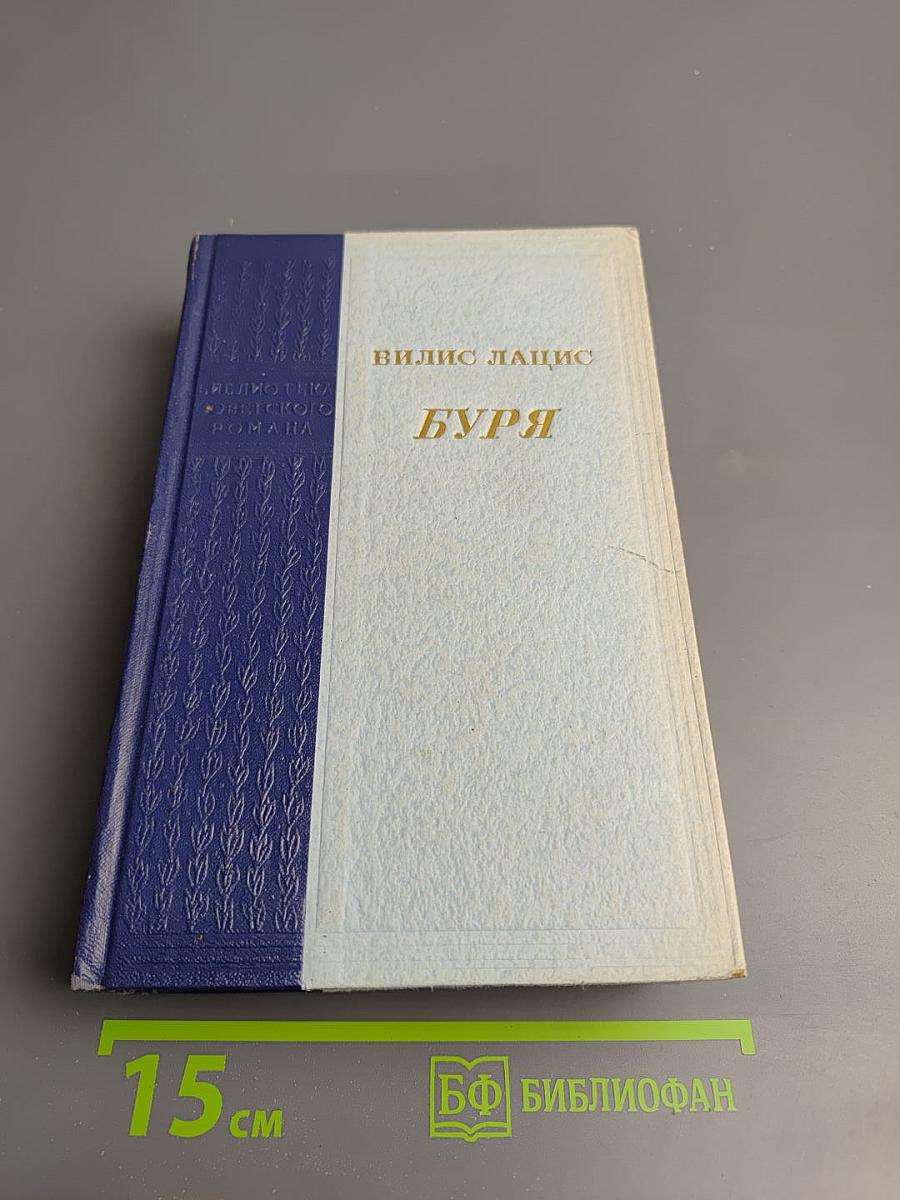 ВИЛИС ЛАЦИС
БУРЯ
БИБЛИОТЕКА
СОВЕТСКОГО
РОМАНА
15 см
БФ БИБЛИОФАН